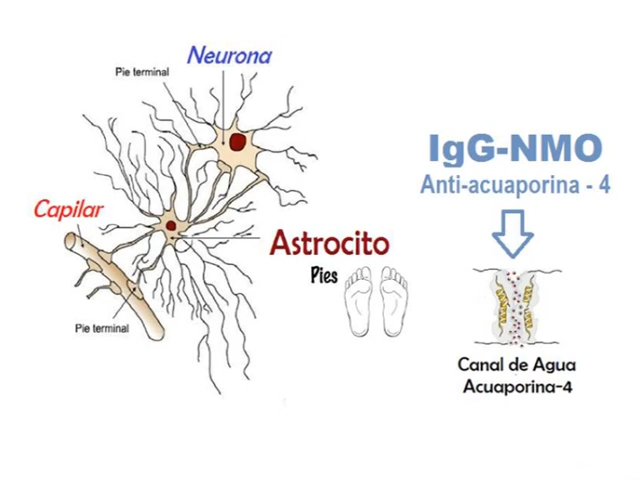 Neurona
Pie terminal
Capilar
Astrocito
Pies
Pie terminal
IgG-NMO
Anti-acuaporina - 4
Canal de Agua
Acuaporina-4